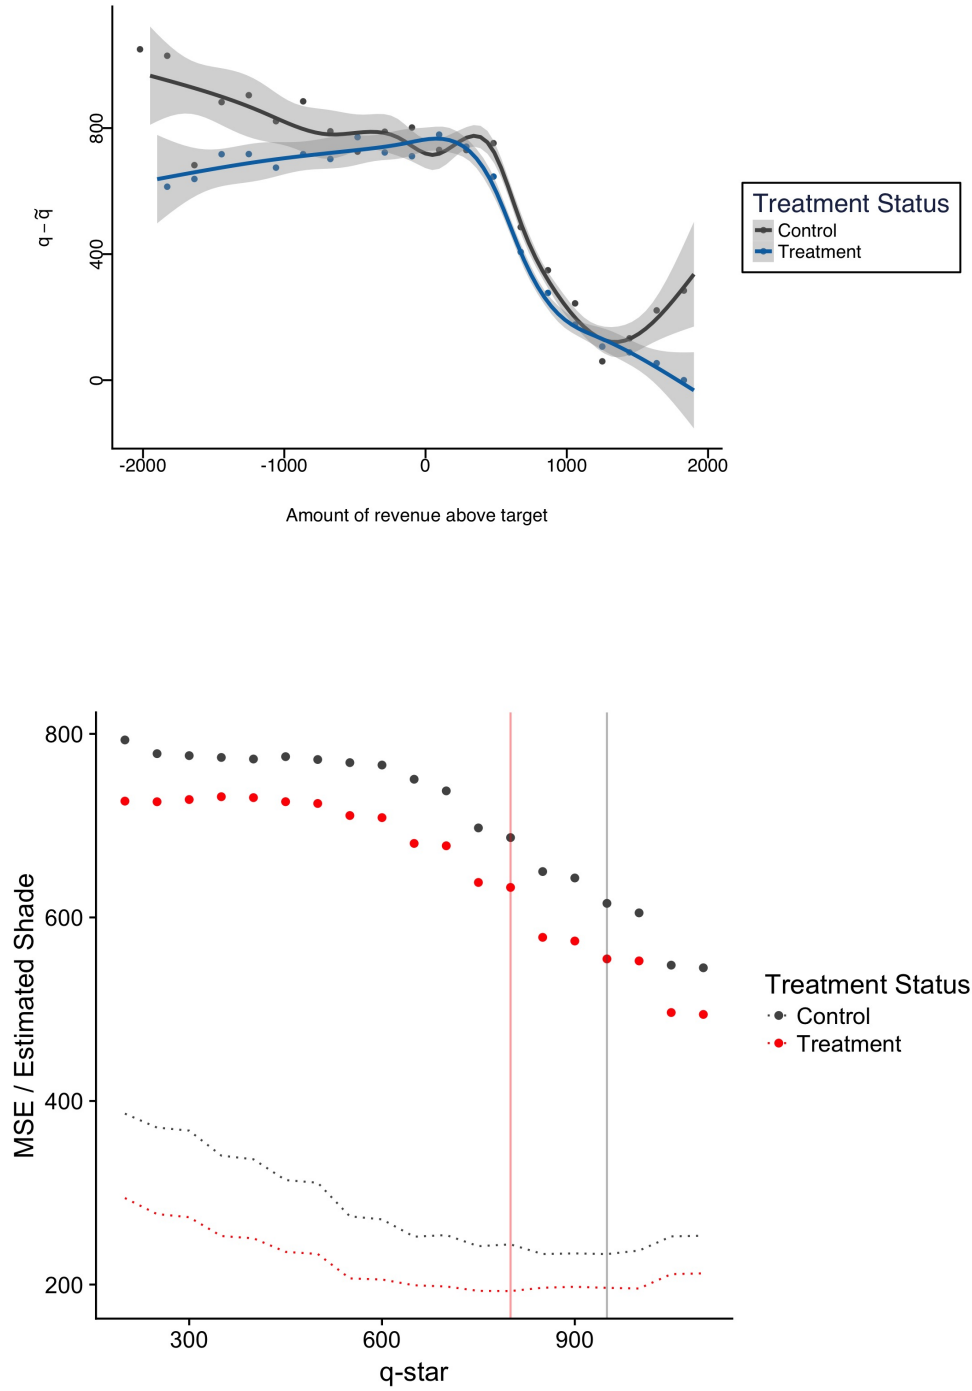 800
400
0
q − q̃
-2000 -1000 0 1000 2000
Amount of revenue above target
Treatment Status
Control
Treatment
800
600
400
200
MSE / Estimated Shade
300 600 900
q-star
Treatment Status
Control
Treatment